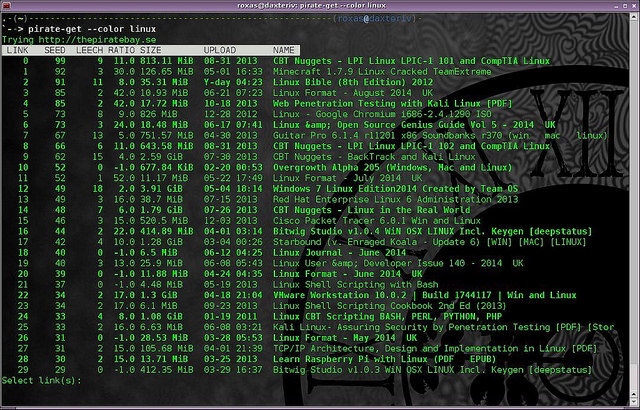 roxas@daxteriv: pirate-get --color linux
-(~) (roxas@daxteriv)-
`--> pirate-get --color linux
Trying http://thepiratebay.se
LINK SEED LEECH RATIO SIZE UPLOAD NAME
0 99 9 11.0 813.11 MiB 08-31 2013 CBT Nuggets - LPI Linux LPIC-1 101 and CompTIA Linux
1 92 3 30.0 126.65 MiB 05-01 16:33 Minecraft 1.7.9 Linux Cracked TeamExtreme
2 91 11 8.0 35.31 MiB Y-day 04:23 Linux Bible (8th Edition) 2012
3 85 2 42.0 10.93 MiB 06-21 07:23 Linux Format - August 2014 UK
4 85 2 42.0 17.72 MiB 10-18 2013 Web Penetration Testing with Kali Linux [PDF]
5 73 8 9.0 826 MiB 12-28 2012 Linux - Google Chromium i686-2.4.1290 ISO
6 73 3 24.0 18.48 MiB 06-17 07:41 Linux &amp; Open Source Genius Guide Vol 5 - 2014 UK
7 67 13 5.0 751.57 MiB 04-30 2013 Guitar Pro 6.1.4 r11201 x86 Soundbanks r370 (win mac linux)
8 66 6 11.0 643.58 MiB 08-31 2013 CBT Nuggets - LPI Linux LPIC-1 102 and CompTIA Linux
9 62 15 4.0 2.59 GiB 07-30 2013 CBT Nuggets - BackTrack and Kali Linux
10 52 0 -1.0 677.84 KiB 02-20 00:53 Overgrowth Alpha 205 (Windows, Mac and Linux)
11 52 1 52.0 11.17 MiB 05-22 17:49 Linux Format - July 2014 UK
12 49 18 2.0 3.91 GiB 05-04 18:14 Windows 7 Linux Edition2014 Created by Team OS
13 49 3 16.0 38.7 MiB 07-15 2013 Red Hat Enterprise Linux 6 Administration 2013
14 48 7 6.0 1.79 GiB 07-26 2013 CBT Nuggets - Linux in the Real World
15 46 3 15.0 520.5 MiB 12-03 2013 Cisco Packet Tracer 6.0.1 Win and Linux
16 44 2 22.0 414.89 MiB 04-01 03:14 Bitwig Studio v1.0.4 WiN OSX LINUX Incl. Keygen [deepstatus]
17 42 4 10.0 1.28 GiB 03-04 00:26 Starbound (v. Enraged Koala - Update 6) [WIN] [MAC] [LINUX]
18 40 0 -1.0 6.5 MiB 06-12 04:25 Linux Journal - June 2014
19 40 3 13.0 25.9 MiB 06-08 05:43 Linux User &amp; Developer Issue 140 - 2014 UK
20 39 0 -1.0 11.88 MiB 04-24 04:35 Linux Format - June 2014 UK
21 37 0 -1.0 4.48 MiB 05-19 2013 Linux Shell Scripting with Bash
22 34 2 17.0 1.3 GiB 04-18 21:04 VMware Workstation 10.0.2 | Build 1744117 | Win and Linux
23 34 2 17.0 6.1 MiB 09-23 2013 Linux Shell Scripting Cookbook 2nd Ed (2013)
24 33 4 8.0 1.08 GiB 01-19 2011 Linux CBT Scripting BASH, PERL, PYTHON, PHP
25 33 2 16.0 6.63 MiB 06-08 03:21 Kali Linux- Assuring Security by Penetration Testing [PDF] [Stor
26 31 0 -1.0 28.53 MiB 03-28 05:53 Linux Format - May 2014 UK
27 31 2 15.0 105.68 MiB 04-01 21:39 TCP/IP Architecture, Design and Implementation in Linux [PDF]
28 30 2 15.0 13.71 MiB 03-25 2013 Learn Raspberry Pi with Linux (PDF EPUB)
29 29 0 -1.0 412.35 MiB 03-29 16:37 Bitwig Studio v1.0.3 WiN OSX LINUX Incl. Keygen [deepstatus]
Select link(s):
XII